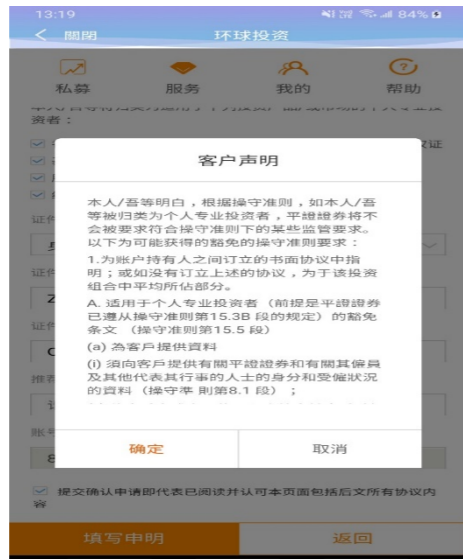 13:19
84%
关閉
环球投资
私募
服务
我的
帮助
资者：
客户声明
本人/吾等明白，根据操守准则，如本人/吾
等被归类为个人专业投资者，平證證券将不
会被要求符合操守准则下的某些监管要求。
以下为可能获得的豁免的操守准则要求：
1.为账户持有人之间订立的书面协议中指
明；或如没有订立上述的协议，为于该投资
组合中平均所佔部分。
A. 适用于个人专业投资者（前提是平證證券
已遵从操守准则第15.3B 段的规定）的豁免
条文 （操守准则第15.5 段）
(a) 為客戶提供資料
(i) 須向客戶提供有關平證證券和有關其僱員
及其他代表其行事的人士的身分和受僱狀況
的資料（操守準 則第8.1 段）；
确定
取消
提交确认申请即代表已阅读并认可本页面包括后文所有协议内
容
填写申明
返回